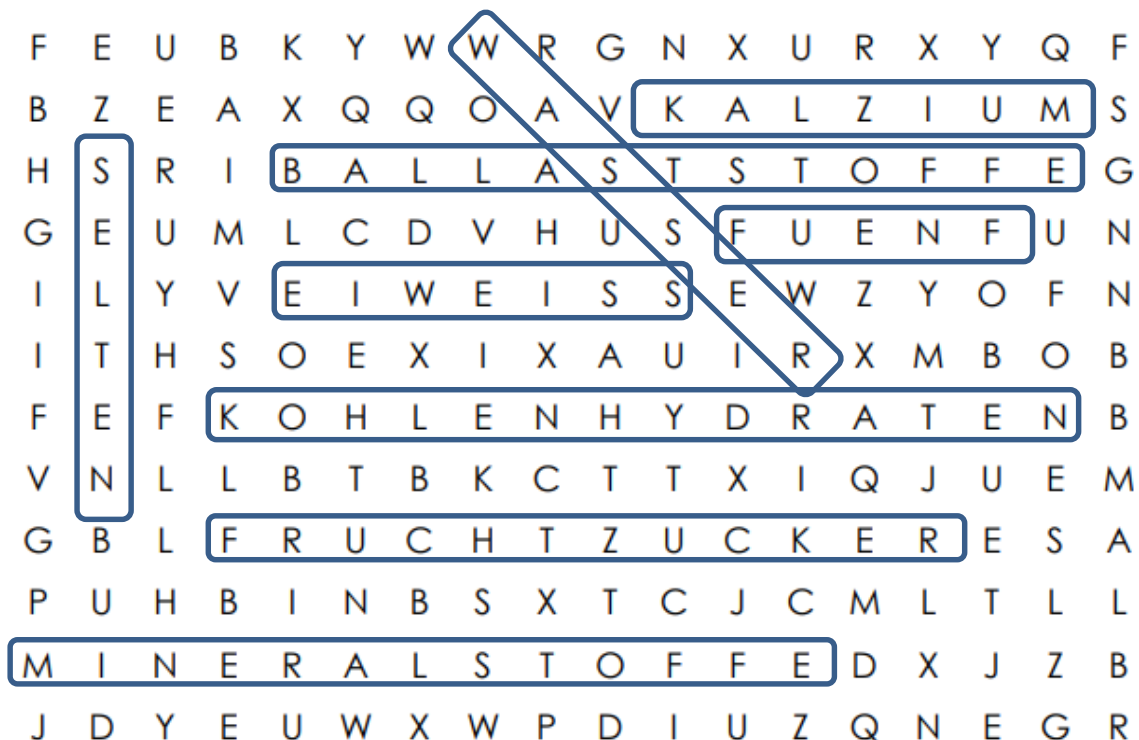 F E U B K Y W W R G N X U R X Y Q F
B Z E A X Q Q O A V K A L Z I U M S
H S R I B A L L A S T S T O F F E G
G E U M L C D V H U S F U E N F U N
I L Y V E I W E I S S E W Z Y O F N
I T H S O E X I X A U I R X M B O B
F E F K O H L E N H Y D R A T E N B
V N L L B T B K C T T X I Q J U E M
G B L F R U C H T Z U C K E R E S A
P U H B I N B S X T C J C M L T L L
M I N E R A L S T O F F E D X J Z B
J D Y E U W X W P D I U Z Q N E G R